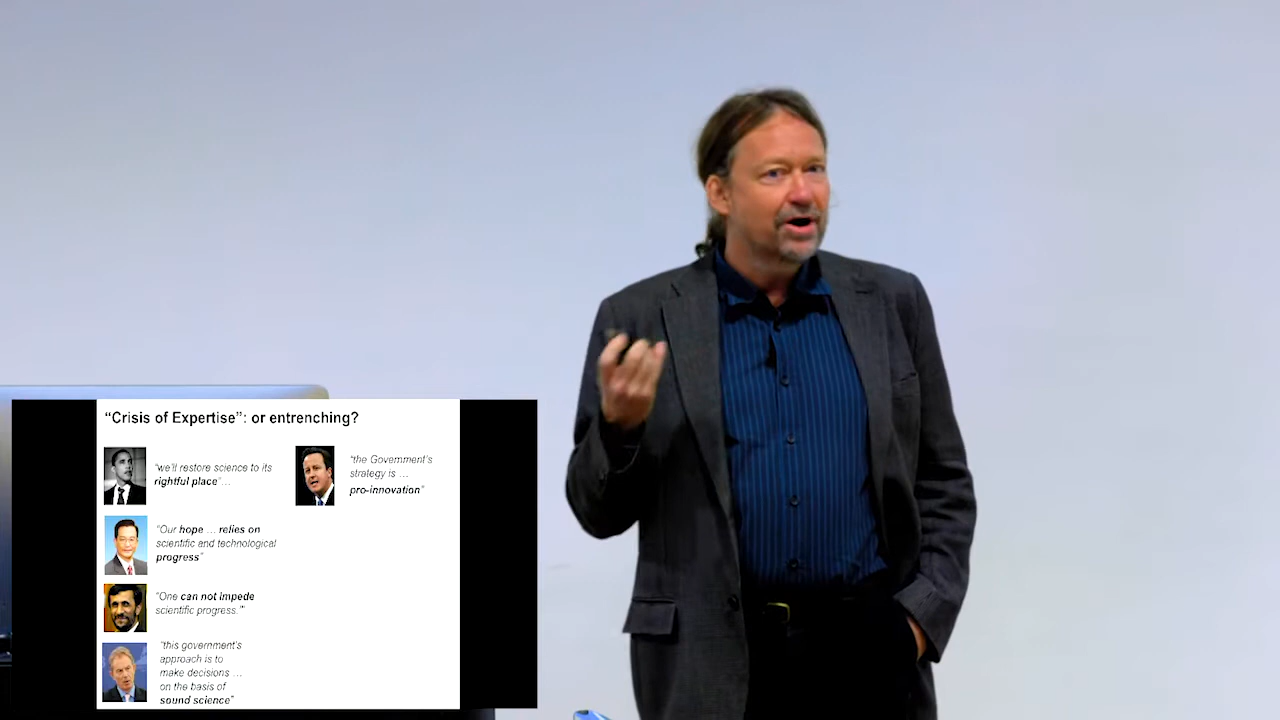 “Crisis of Expertise”: or entrenching?
“we’ll restore science to its
rightful place”…
“Our hope … relies on
scientific and technological
progress”
“One can not impede
scientific progress.”"
“this government’s
approach is to
make decisions …
on the basis of
sound science”
“the Government’s
strategy is …
pro-innovation”